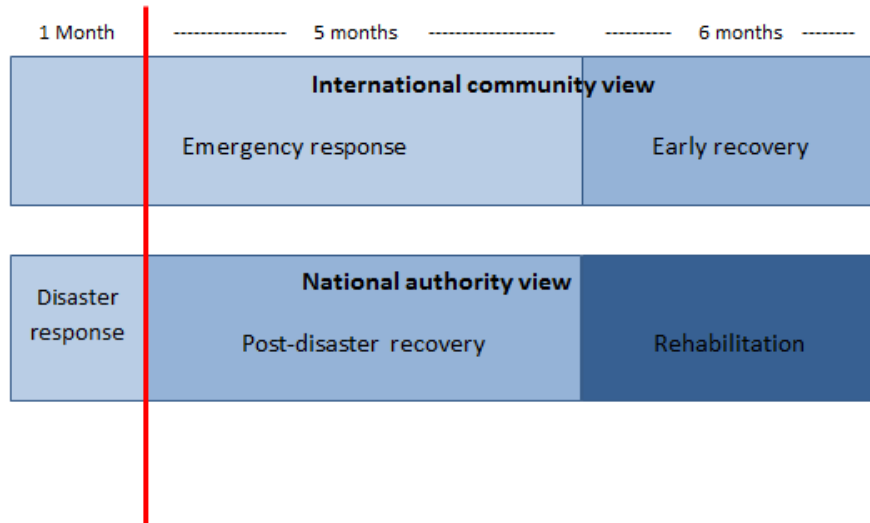 1 Month ----------------- 5 months ------------------- ---------- 6 months --------
International community view
Emergency response Early recovery
National authority view
Disaster
response
Post-disaster recovery Rehabilitation